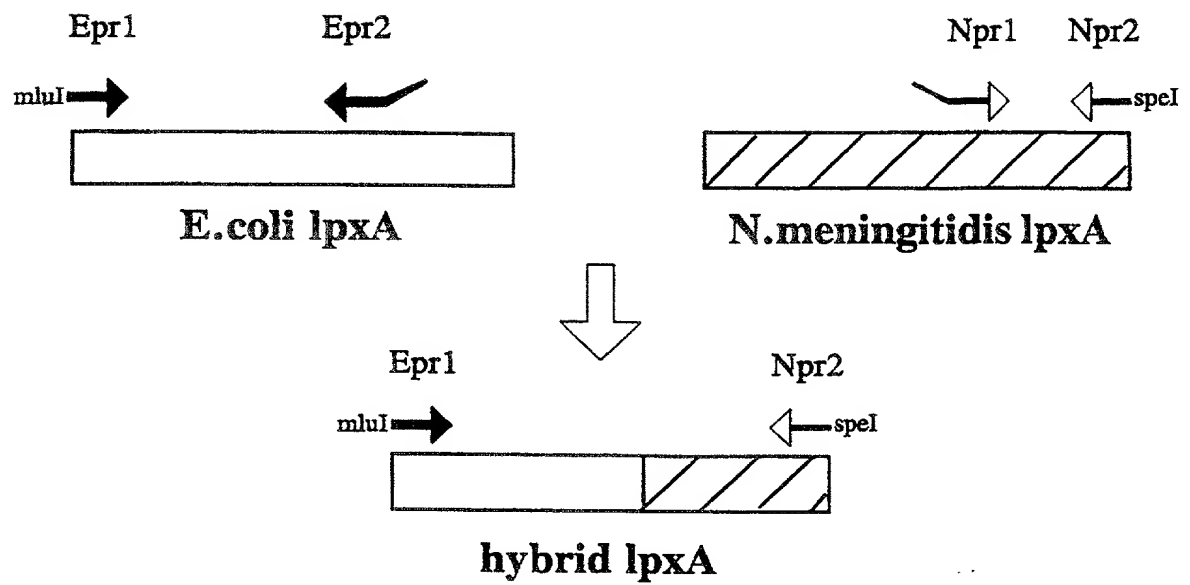 Epr1 Epr2 Npr1 Npr2
mluI speI
E.coli lpxA N.meningitidis lpxA
Epr1 Npr2
mluI speI
hybrid lpxA